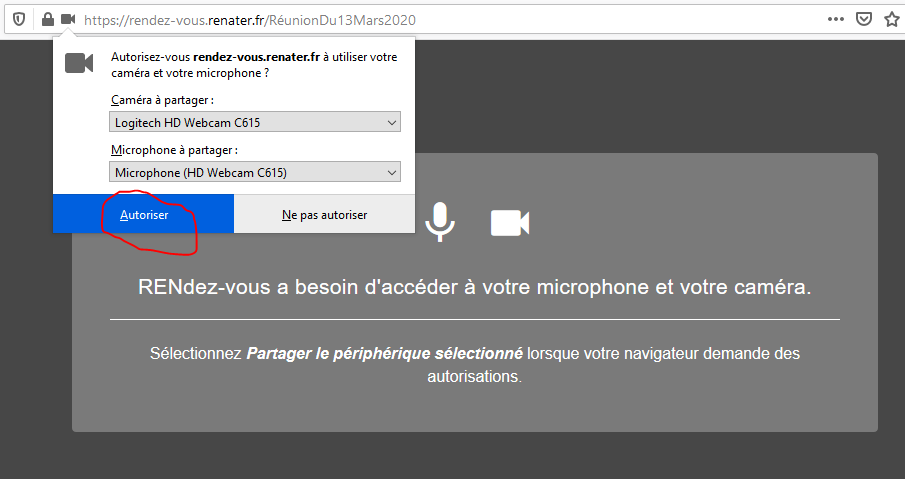 https://rendez-vous.renater.fr/RéunionDu13Mars2020
Autorisez-vous rendez-vous.renater.fr à utiliser votre
caméra et votre microphone ?
Caméra à partager :
Logitech HD Webcam C615
Microphone à partager :
Microphone (HD Webcam C615)
Autoriser
Ne pas autoriser
RENdez-vous a besoin d'accéder à votre microphone et votre caméra.
Sélectionnez Partager le périphérique sélectionné lorsque votre navigateur demande des
autorisations.